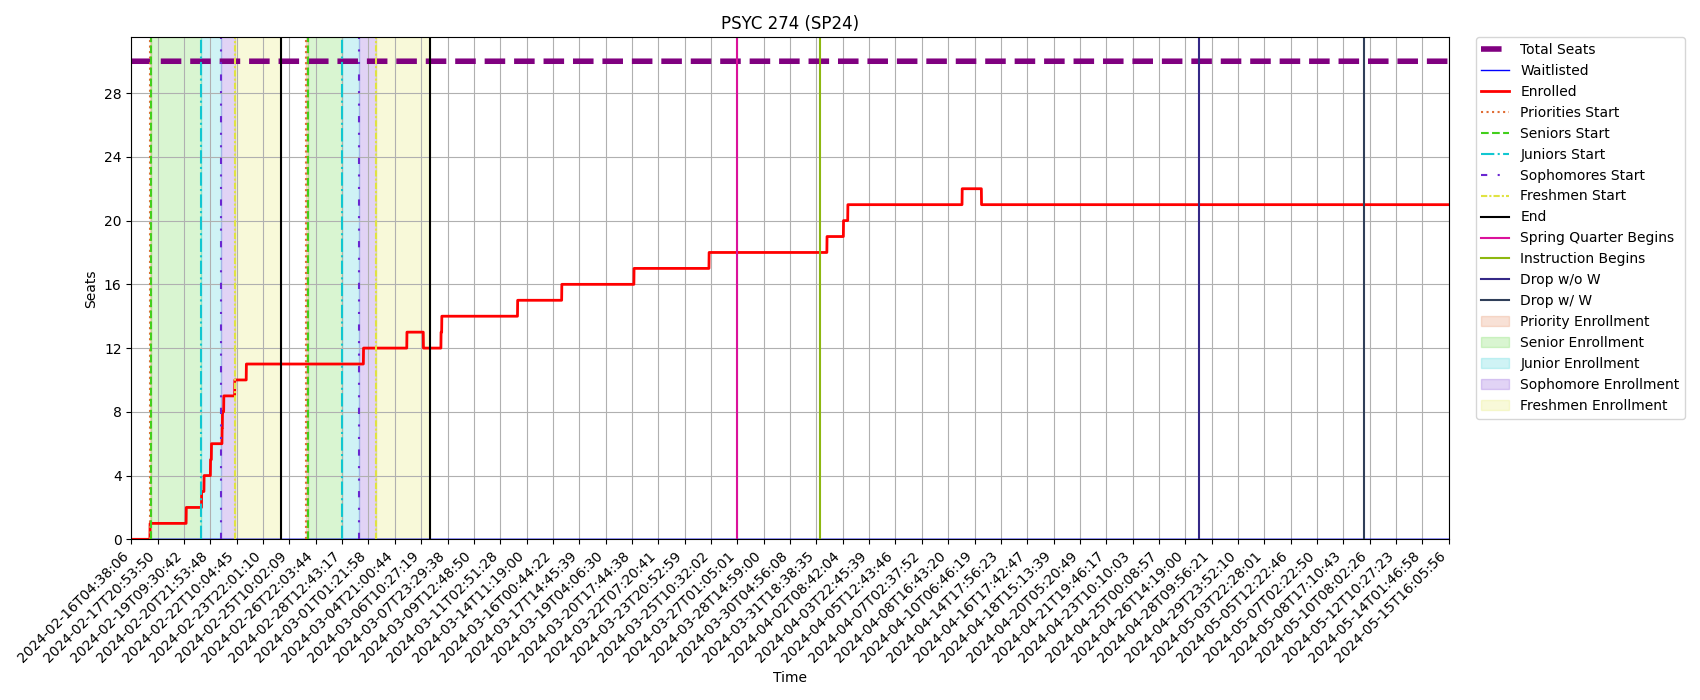 PSYC 274 (SP24)
Seats
28
24
20
16
12
8
4
0
2024-02-16T04:38:06
2024-02-17T20:53:50
2024-02-19T09:30:42
2024-02-20T21:53:48
2024-02-22T10:04:45
2024-02-23T22:01:10
2024-02-25T10:02:09
2024-02-26T22:03:44
2024-02-28T12:43:17
2024-03-01T01:21:58
2024-03-04T21:00:44
2024-03-06T10:27:19
2024-03-07T23:29:38
2024-03-11T02:51:28
2024-03-09T12:48:50
2024-03-14T11:19:00
2024-03-16T00:44:22
2024-03-17T14:45:39
2024-03-19T04:06:30
2024-03-20T17:44:38
2024-03-22T07:20:41
2024-03-23T20:52:59
2024-03-25T10:32:02
2024-03-27T01:05:01
2024-03-28T14:59:00
2024-03-30T04:56:08
2024-03-31T18:38:35
2024-04-02T08:42:04
2024-04-03T22:45:39
2024-04-05T12:43:46
2024-04-07T02:37:52
2024-04-08T16:43:20
2024-04-10T06:46:19
2024-04-14T17:56:23
2024-04-16T17:42:47
2024-04-18T15:13:39
2024-04-20T05:20:49
2024-04-21T19:46:17
2024-04-23T10:10:03
2024-04-25T00:08:57
2024-04-26T14:19:00
2024-04-28T09:56:21
2024-04-29T23:52:10
2024-05-03T22:28:01
2024-05-05T12:22:46
2024-05-07T02:22:50
2024-05-08T17:10:43
2024-05-10T08:02:26
2024-05-12T10:27:23
2024-05-14T01:46:58
2024-05-15T16:05:56
Time
Total Seats
Waitlisted
Enrolled
Priorities Start
Seniors Start
Juniors Start
Sophomores Start
Freshmen Start
End
Spring Quarter Begins
Instruction Begins
Drop w/o W
Drop w/ W
Priority Enrollment
Senior Enrollment
Junior Enrollment
Sophomore Enrollment
Freshmen Enrollment